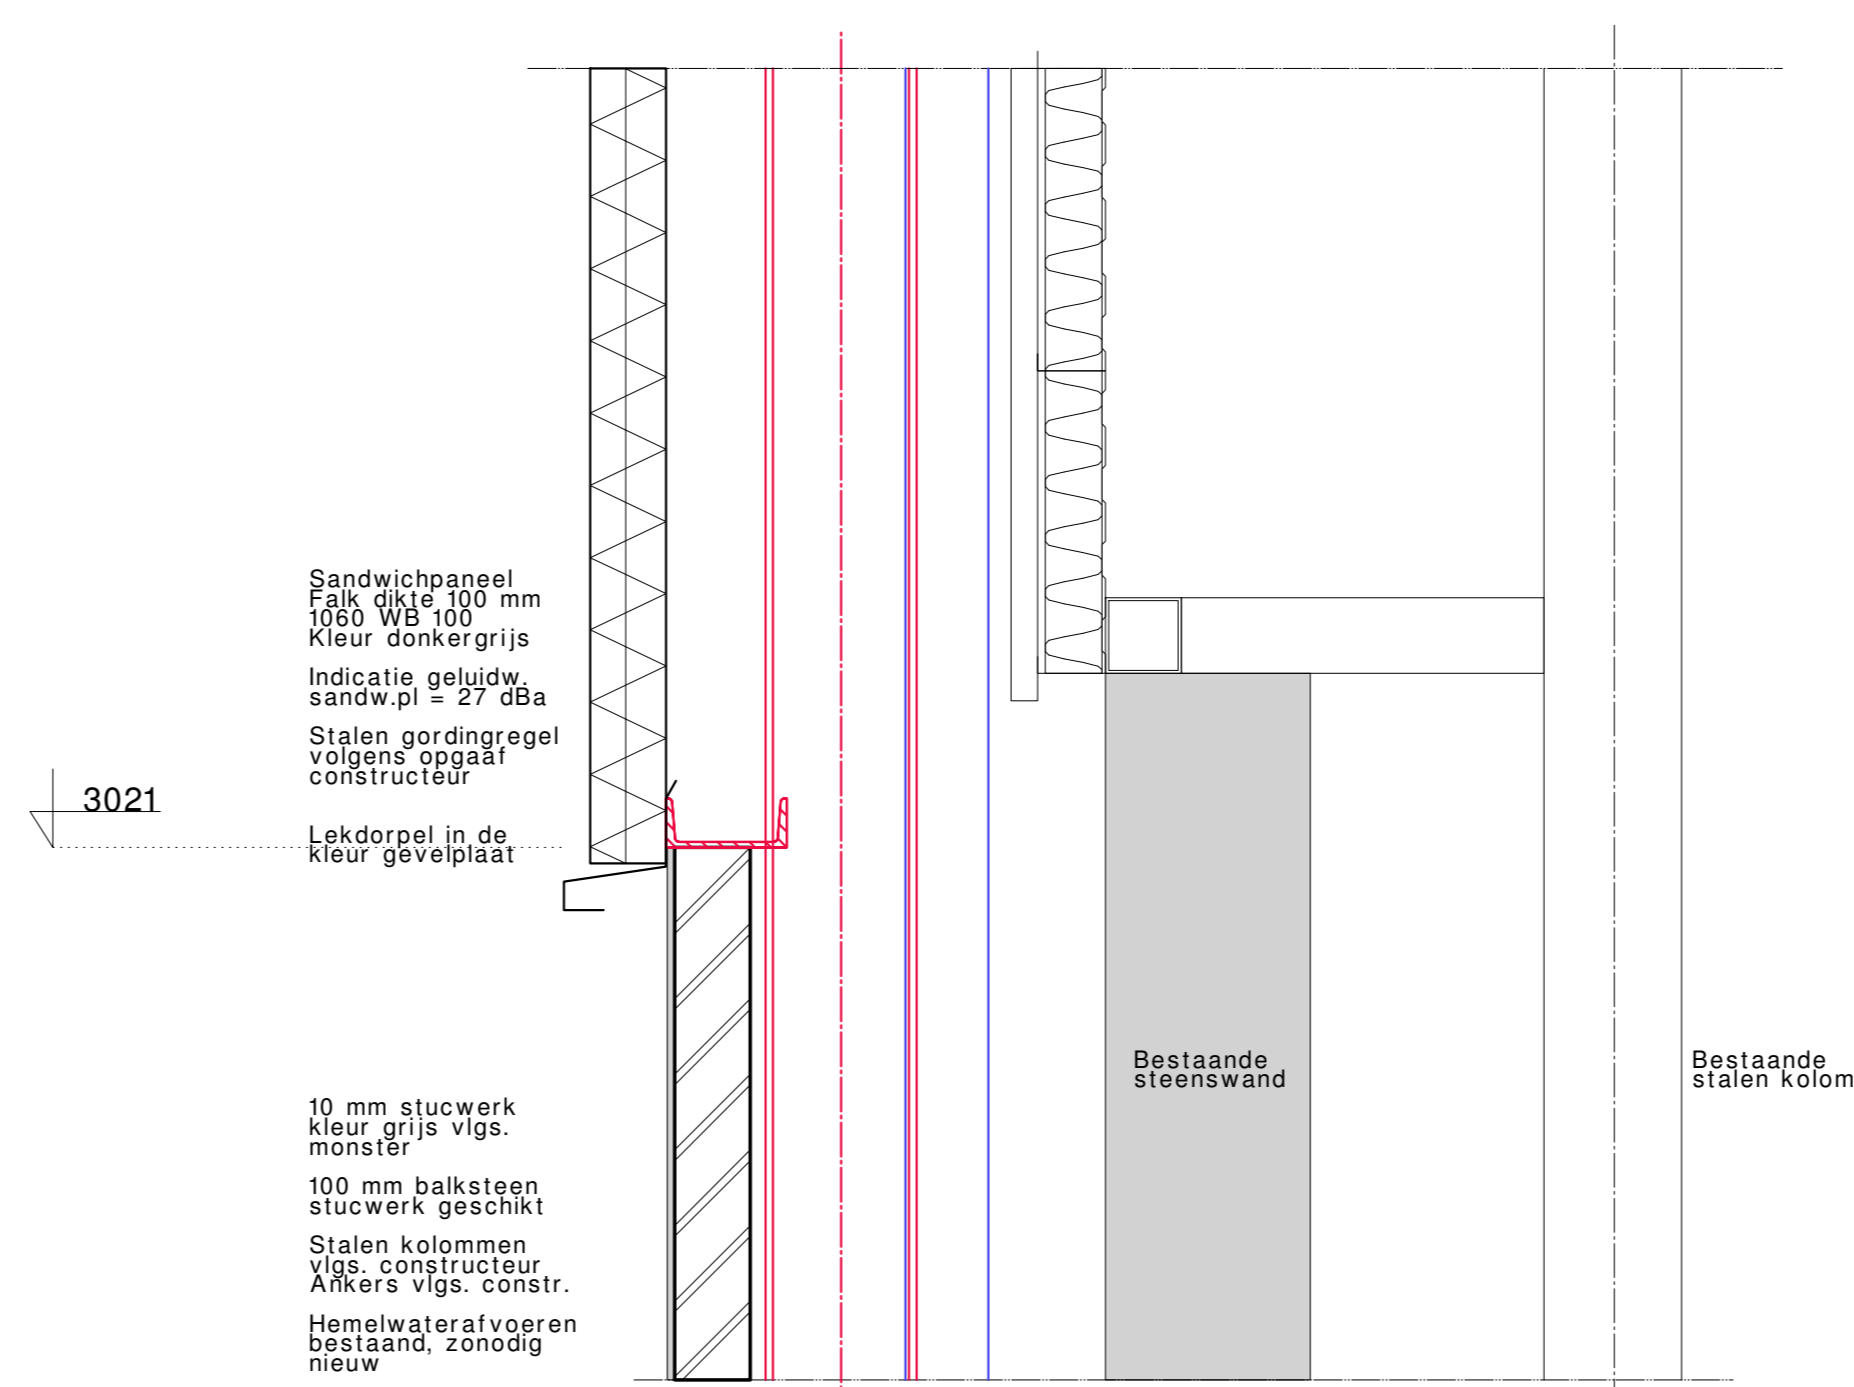 Sandwichpaneel
Falk dikte 100 mm
1060 WB 100
Kleur donkergrijs
Indicatie geluidw.
sandw.pl = 27 dBa
Stalen gordingregel
volgens opgaaf
constructeur
3021
Lekdorpel in de
kleur gevelplaat
Bestaande
steenswand
Bestaande
stalen kolom
10 mm stucwerk
kleur grijs vlgs.
monster
100 mm balksteen
stucwerk geschikt
Stalen kolommen
vlgs. constructeur
Ankers vlgs. constr.
Hemelwaterafvoeren
bestaand, zonodig
nieuw